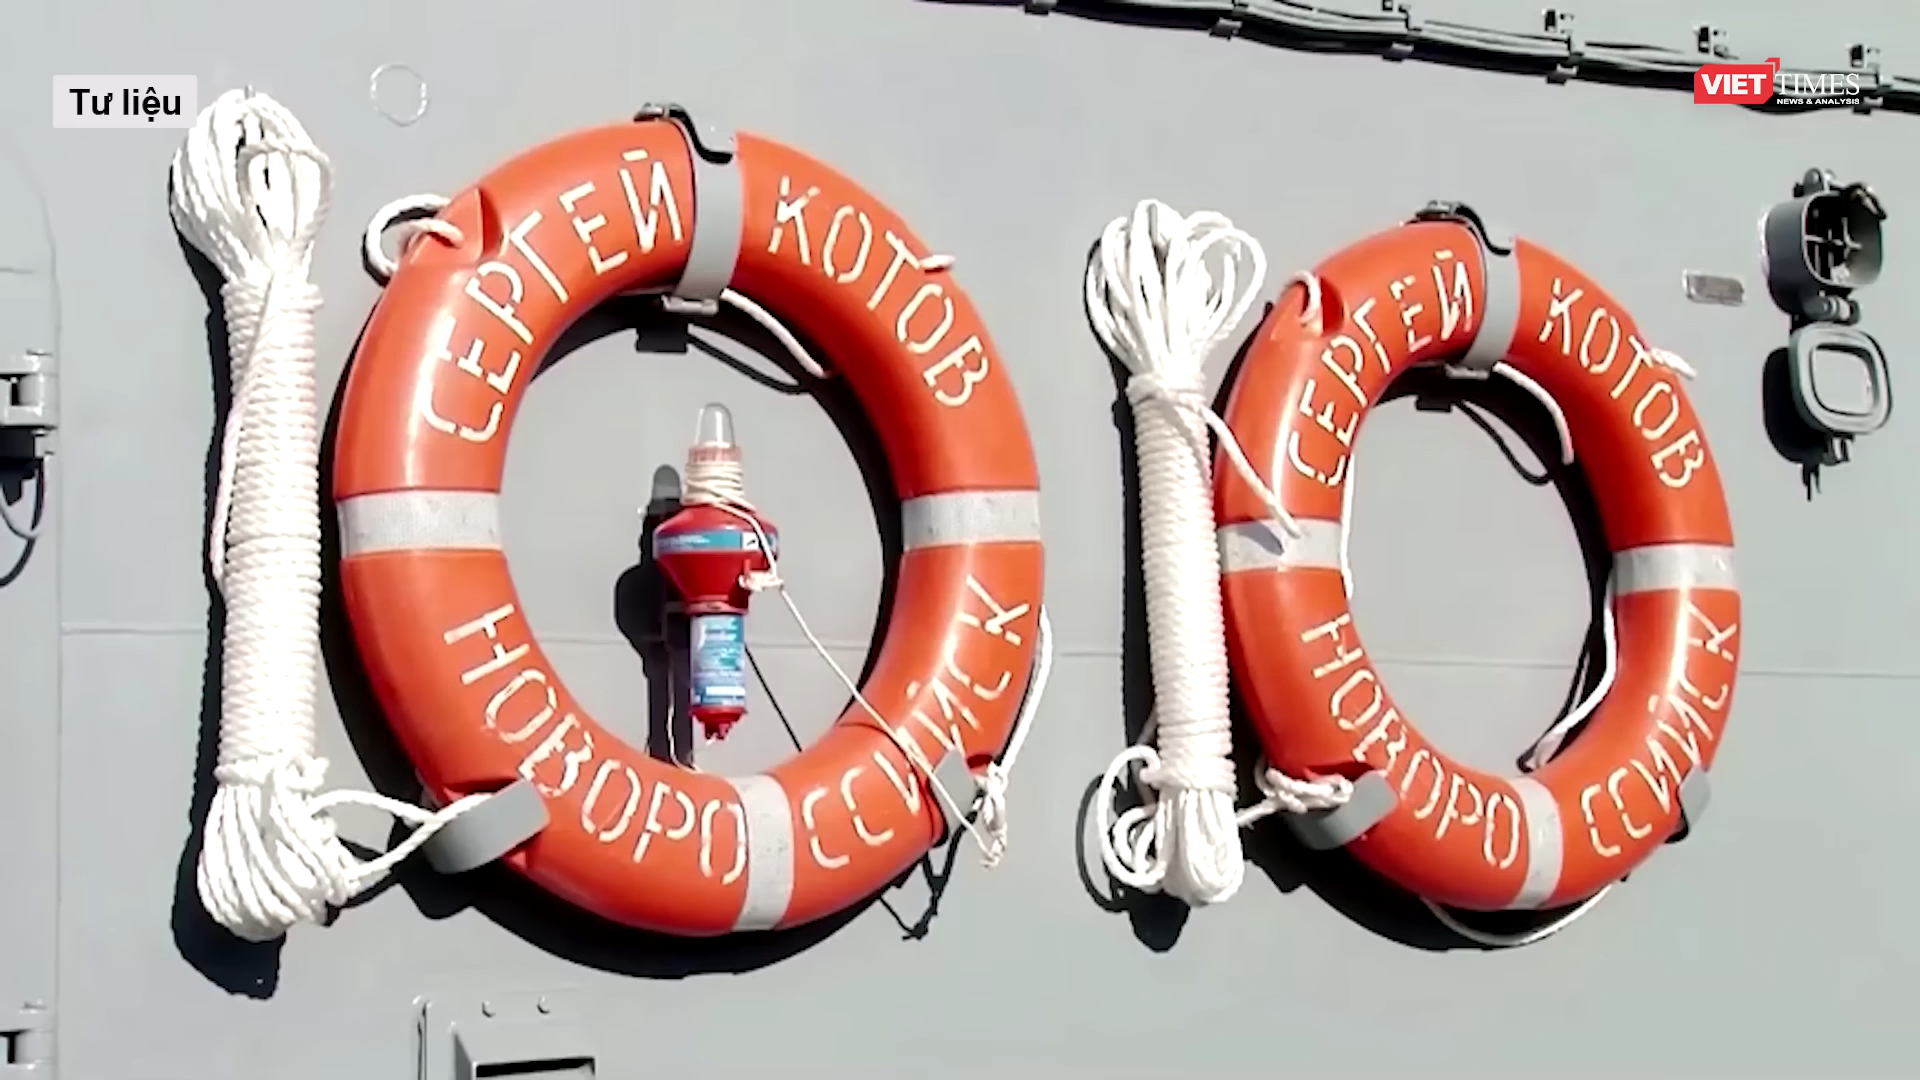 Tư liệu
VIETTIMES
NEWS & ANALYSIS
СЕРГЕЙ КОТОВ
НОВОРОССИЙСК
СЕРГЕЙ КОТОВ
НОВОРОССИЙСК